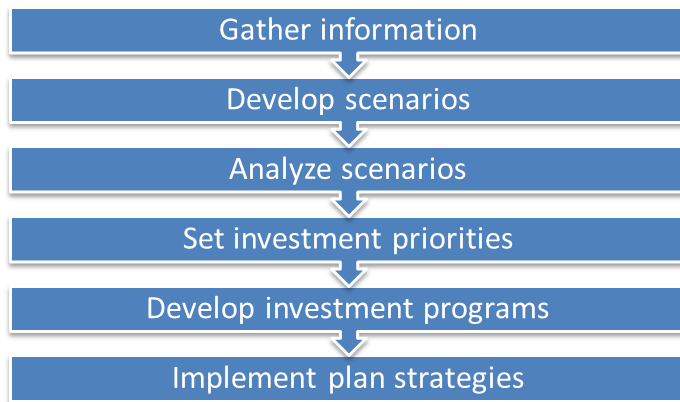 Gather information
Develop scenarios
Analyze scenarios
Set investment priorities
Develop investment programs
Implement plan strategies